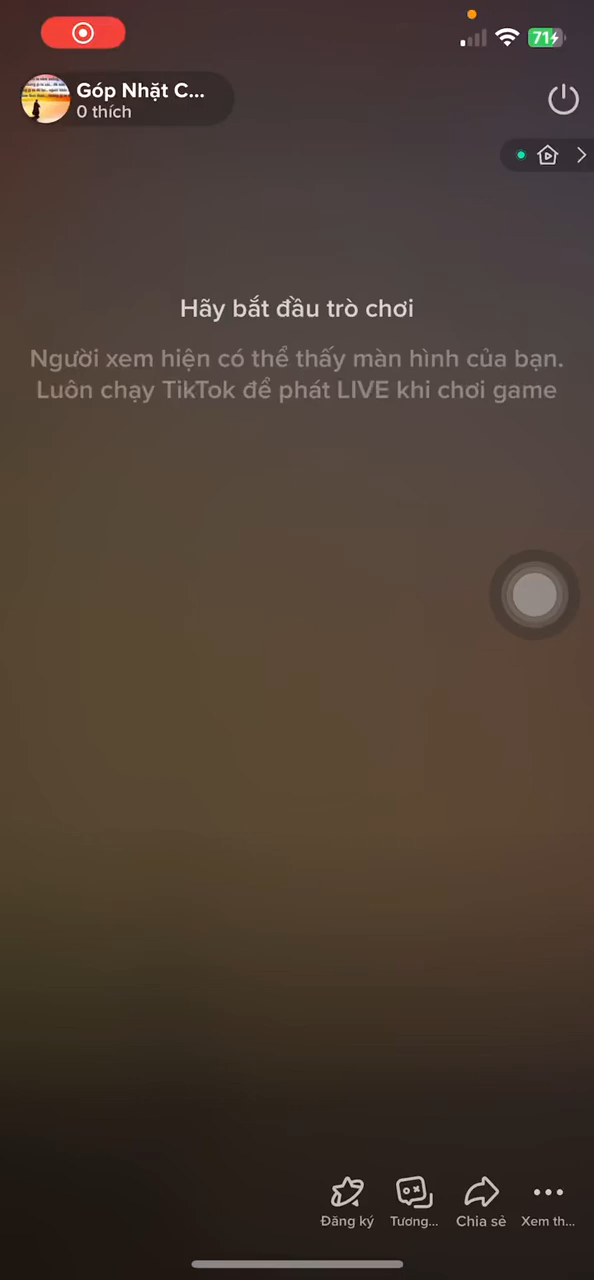 71
Góp Nhặt C...
0 thích
Hãy bắt đầu trò chơi
Người xem hiện có thể thấy màn hình của bạn.
Luôn chạy TikTok để phát LIVE khi chơi game
Đăng ký
Tương...
Chia sẻ
Xem th...